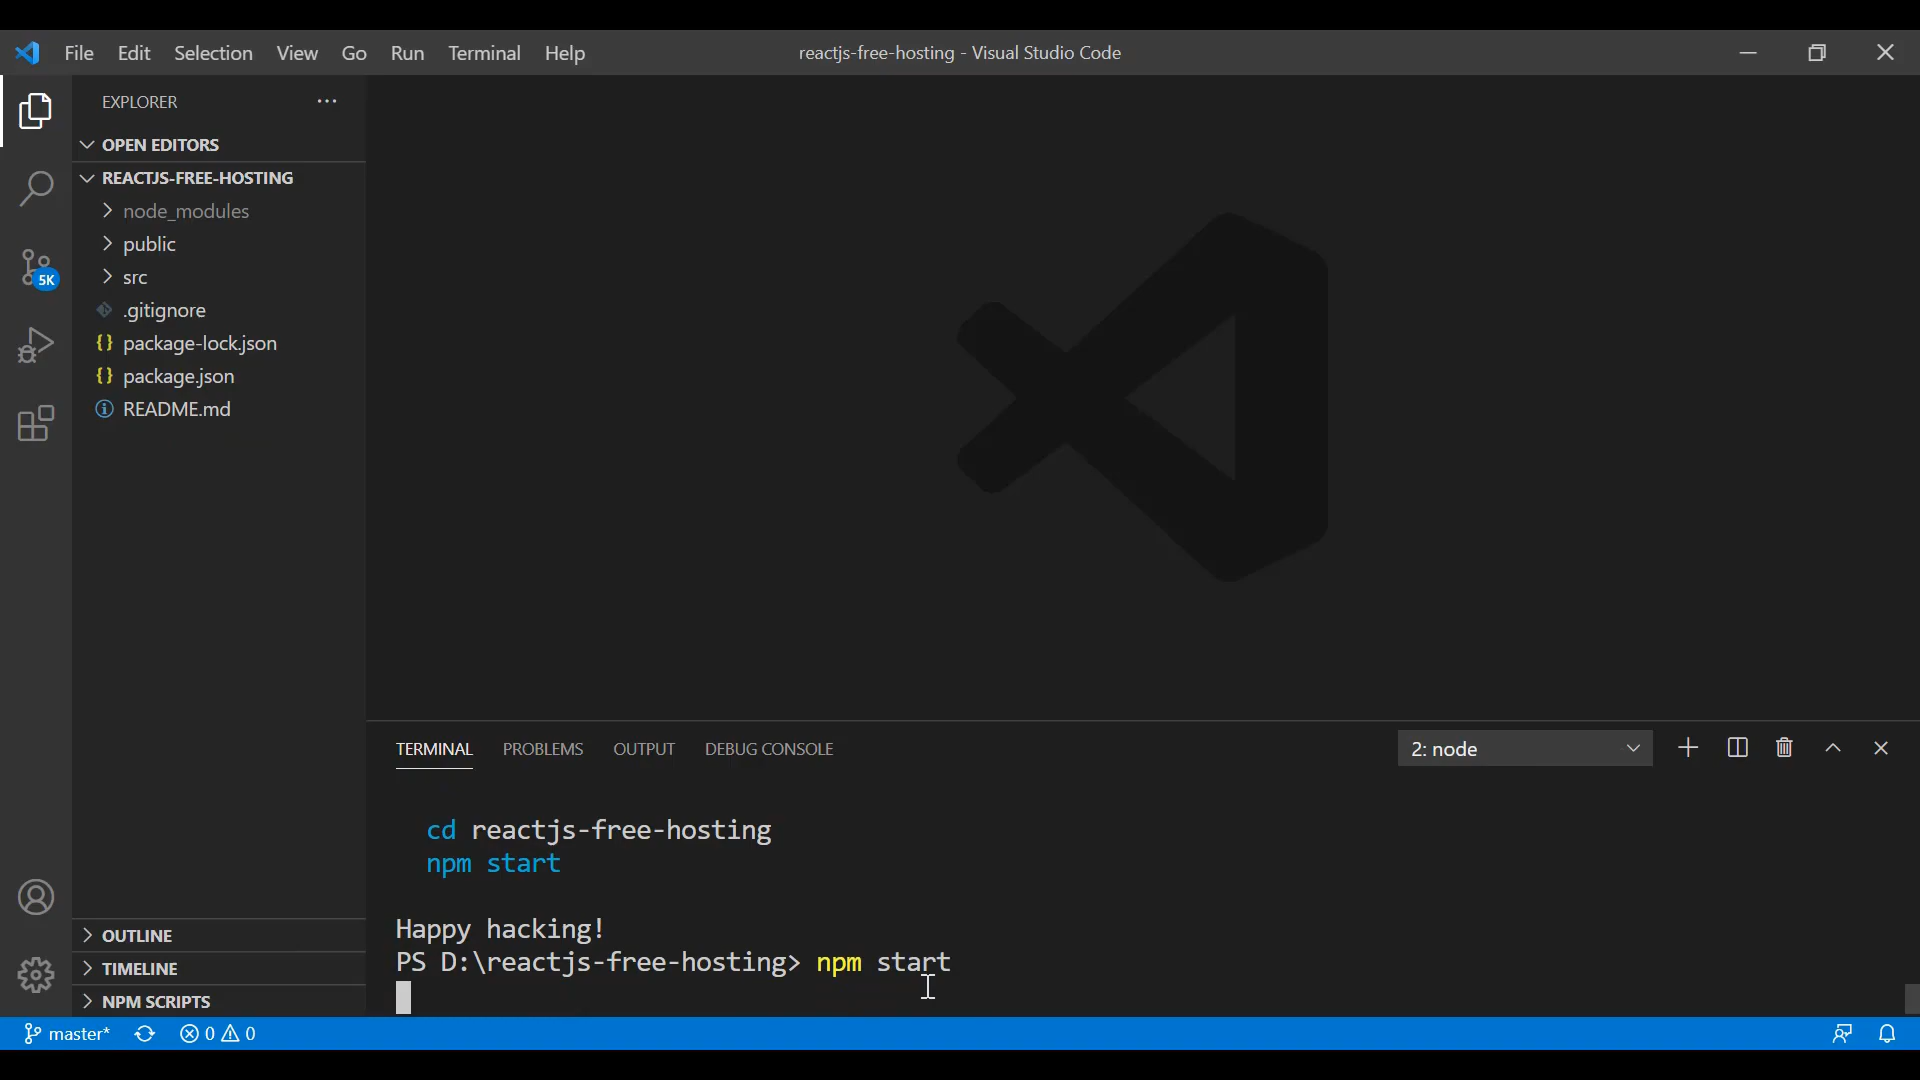 File Edit Selection View Go Run Terminal Help
reactjs-free-hosting - Visual Studio Code
EXPLORER
OPEN EDITORS
REACTJS-FREE-HOSTING
node_modules
public
src
.gitignore
{} package-lock.json
{} package.json
README.md
5K
OUTLINE
TIMELINE
NPM SCRIPTS
TERMINAL PROBLEMS OUTPUT DEBUG CONSOLE
2: node
cd reactjs-free-hosting
npm start
Happy hacking!
PS D:\reactjs-free-hosting> npm start
master* 0 0